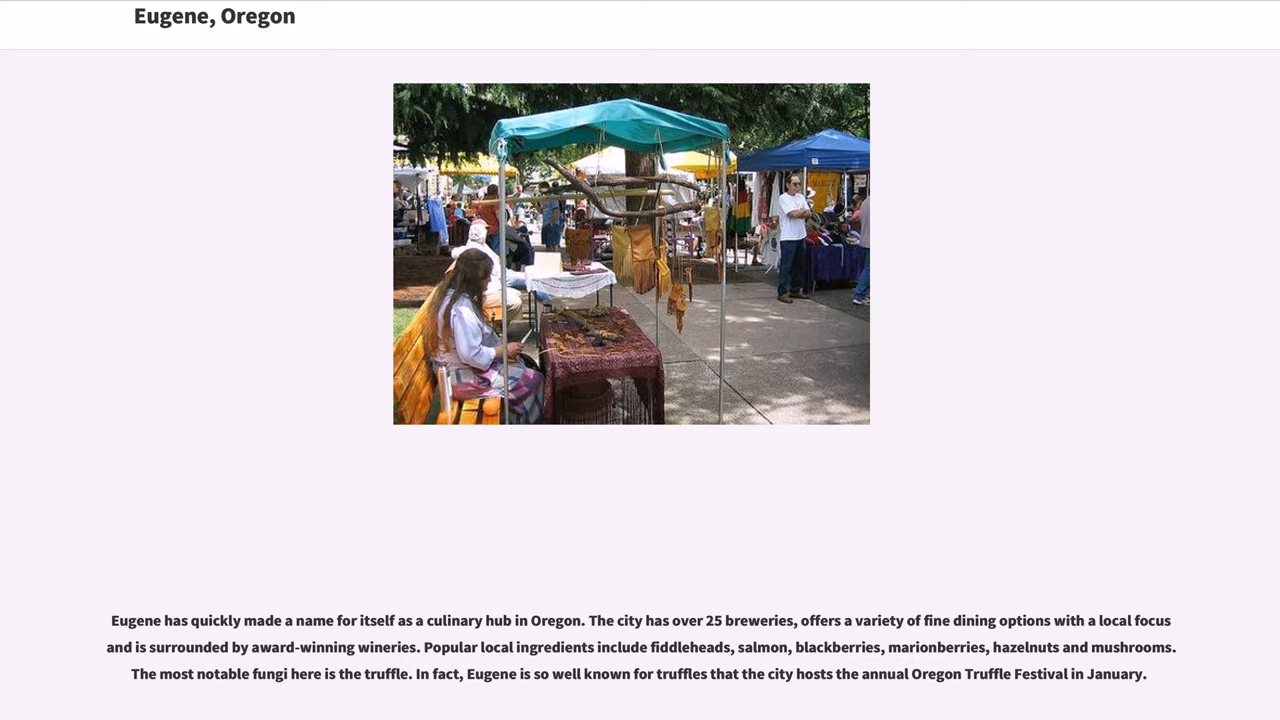 Eugene, Oregon
Eugene has quickly made a name for itself as a culinary hub in Oregon. The city has over 25 breweries, offers a variety of fine dining options with a local focus
and is surrounded by award-winning wineries. Popular local ingredients include fiddleheads, salmon, blackberries, marionberries, hazelnuts and mushrooms.
The most notable fungi here is the truffle. In fact, Eugene is so well known for truffles that the city hosts the annual Oregon Truffle Festival in January.